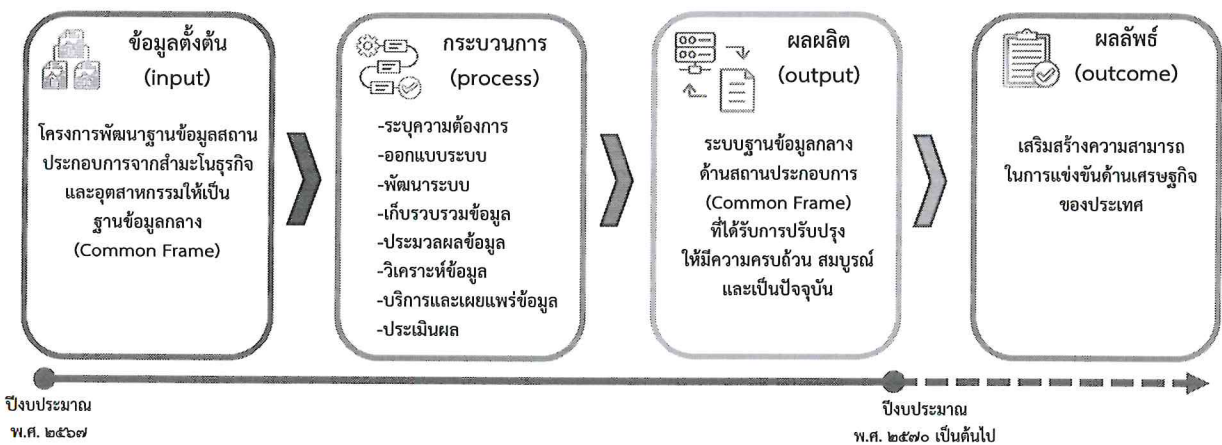 ข้อมูลตั้งต้น
(input)
โครงการพัฒนาฐานข้อมูลสถาน
ประกอบการจากสำมะโนธุรกิจ
และอุตสาหกรรมให้เป็น
ฐานข้อมูลกลาง
(Common Frame)
กระบวนการ
(process)
-ระบุความต้องการ
-ออกแบบระบบ
-พัฒนาระบบ
-เก็บรวบรวมข้อมูล
-ประมวลผลข้อมูล
-วิเคราะห์ข้อมูล
-บริการและเผยแพร่ข้อมูล
-ประเมินผล
ผลผลิต
(output)
ระบบฐานข้อมูลกลาง
ด้านสถานประกอบการ
(Common Frame)
ที่ได้รับการปรับปรุง
ให้มีความครบถ้วน สมบูรณ์
และเป็นปัจจุบัน
ผลลัพธ์
(outcome)
เสริมสร้างความสามารถ
ในการแข่งขันด้านเศรษฐกิจ
ของประเทศ
ปีงบประมาณ
พ.ศ. ๒๕๖๗
ปีงบประมาณ
พ.ศ. ๒๕๗๐ เป็นต้นไป